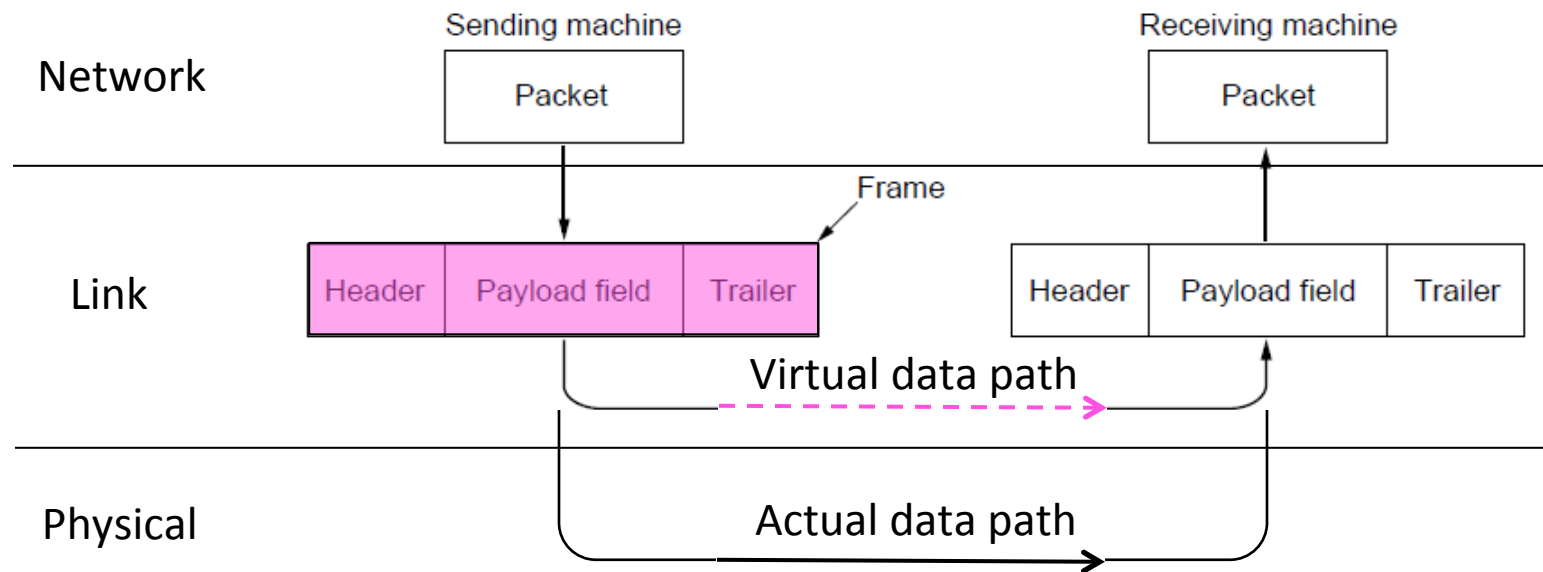 Sending machine
Receiving machine
Network
Packet
Packet
Frame
Link
Header
Payload field
Trailer
Header
Payload field
Trailer
Virtual data path
Physical
Actual data path